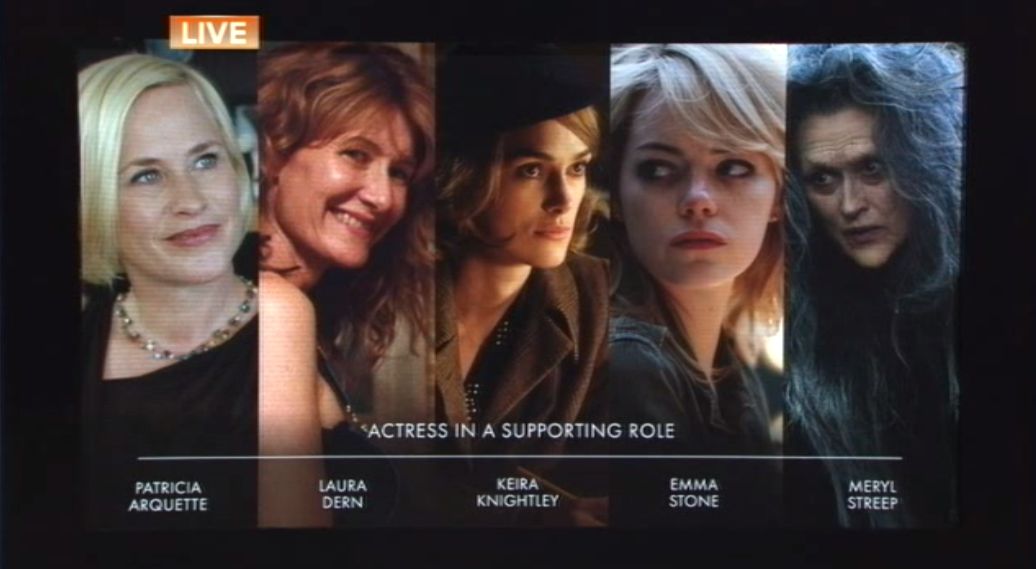 LIVE
ACTRESS IN A SUPPORTING ROLE
PATRICIA
ARQUETTE
LAURA
DERN
KEIRA
KNIGHTLEY
EMMA
STONE
MERYL
STREEP